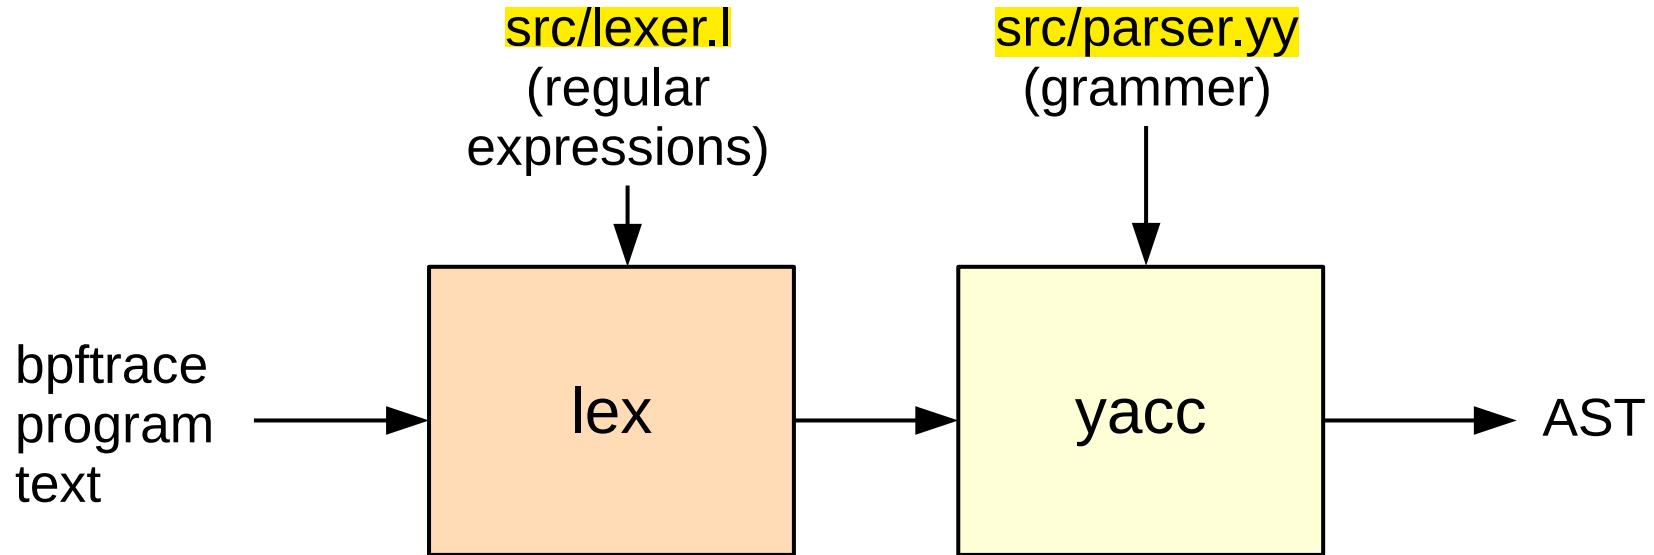 src/lexer.l
(regular
expressions)
src/parser.yy
(grammer)
bpftrace
program
text
lex
yacc
AST